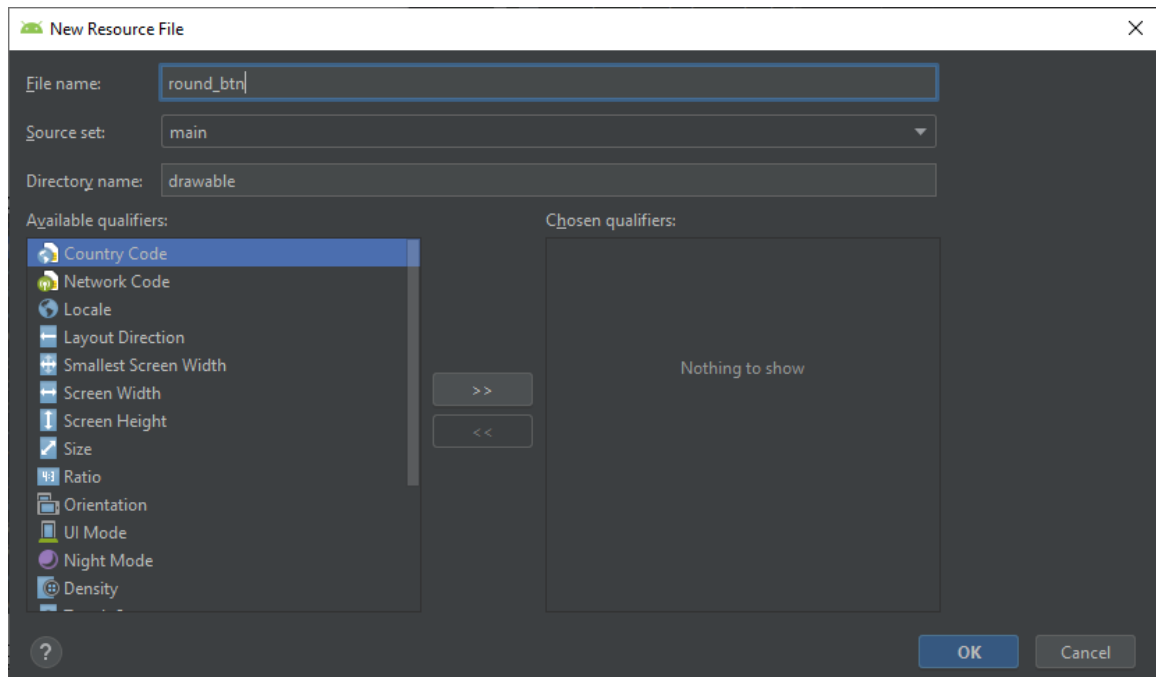 New Resource File
File name:
round_btn
Source set:
main
Directory name:
drawable
Available qualifiers:
Chosen qualifiers:
Country Code
Network Code
Locale
Layout Direction
Smallest Screen Width
Screen Width
Screen Height
Size
4:3 Ratio
Orientation
UI Mode
Night Mode
Density
>>
<<
Nothing to show
?
OK
Cancel